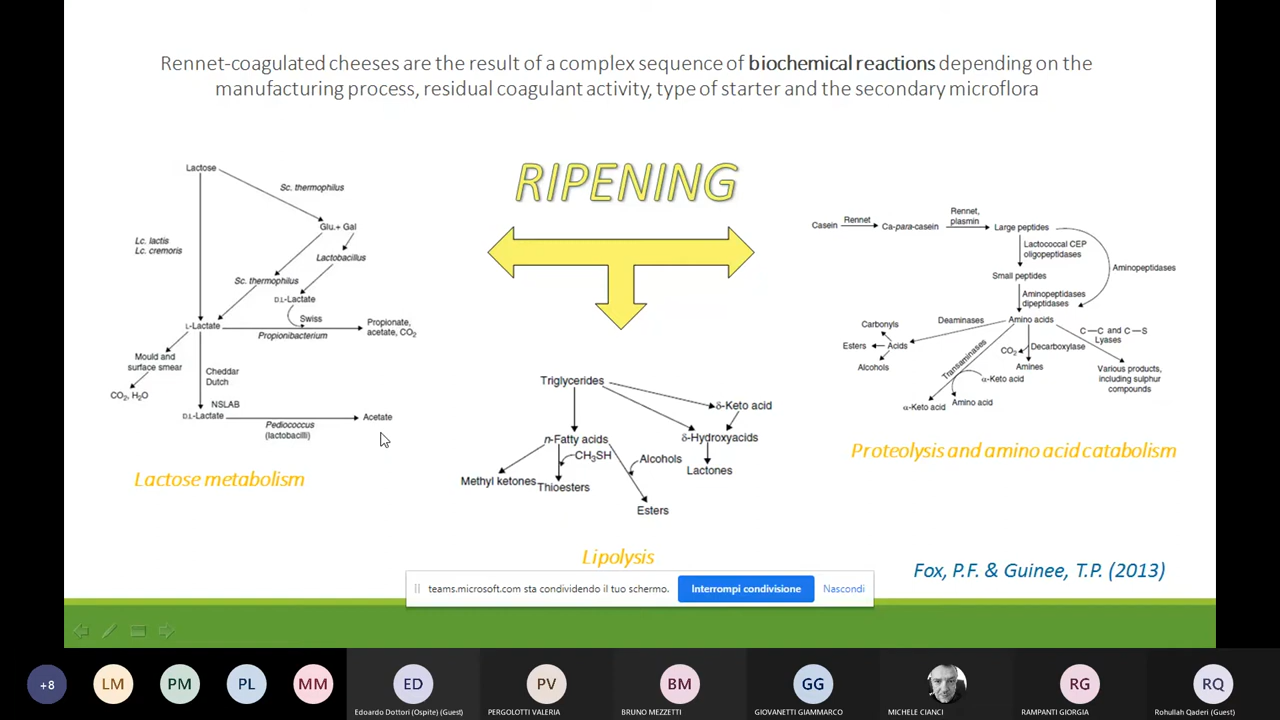 Rennet-coagulated cheeses are the result of a complex sequence of biochemical reactions depending on the
manufacturing process, residual coagulant activity, type of starter and the secondary microflora
RIPENING
Lactose
Sc. thermophilus
Glu.+ Gal
Lc. lactis
Lc. cremoris
Lactobacillus
Sc. thermophilus
D.L-Lactate
Swiss
L-Lactate
Propionibacterium
Propionate,
acetate, CO2
Mould and
surface smear
Cheddar
Dutch
CO2, H2O
NSLAB
D.L-Lactate
Acetate
Pediococcus
(lactobacilli)
Lactose metabolism
Triglycerides
δ-Keto acid
n-Fatty acids
δ-Hydroxyacids
CH3SH
Alcohols
Lactones
Methyl ketones
Thioesters
Esters
Lipolysis
Casein
Rennet
Ca-para-casein
Rennet,
plasmin
Large peptides
Lactococcal CEP
oligopeptidases
Aminopeptidases
Small peptides
Aminopeptidases
dipeptidases
Amino acids
Deaminases
Carbonyls
Esters
Acids
Alcohols
Transaminases
CO2
Decarboxylase
Amines
C—C and C—S
Lyases
Various products,
including sulphur
compounds
α-Keto acid
α-Keto acid
Amino acid
Proteolysis and amino acid catabolism
Fox, P.F. & Guinee, T.P. (2013)
teams.microsoft.com sta condividendo il tuo schermo.
Interrompi condivisione
Nascondi
+8
LM
PM
PL
MM
ED
PV
BM
GG
RG
RQ
Edoardo Dottori (Ospite) (Guest)
PERGOLOTTI VALERIA
BRUNO MEZZETTI
GIOVANETTI GIAMMARCO
MICHELE CIANCI
RAMPANTI GIORGIA
Rohullah Qaderi (Guest)